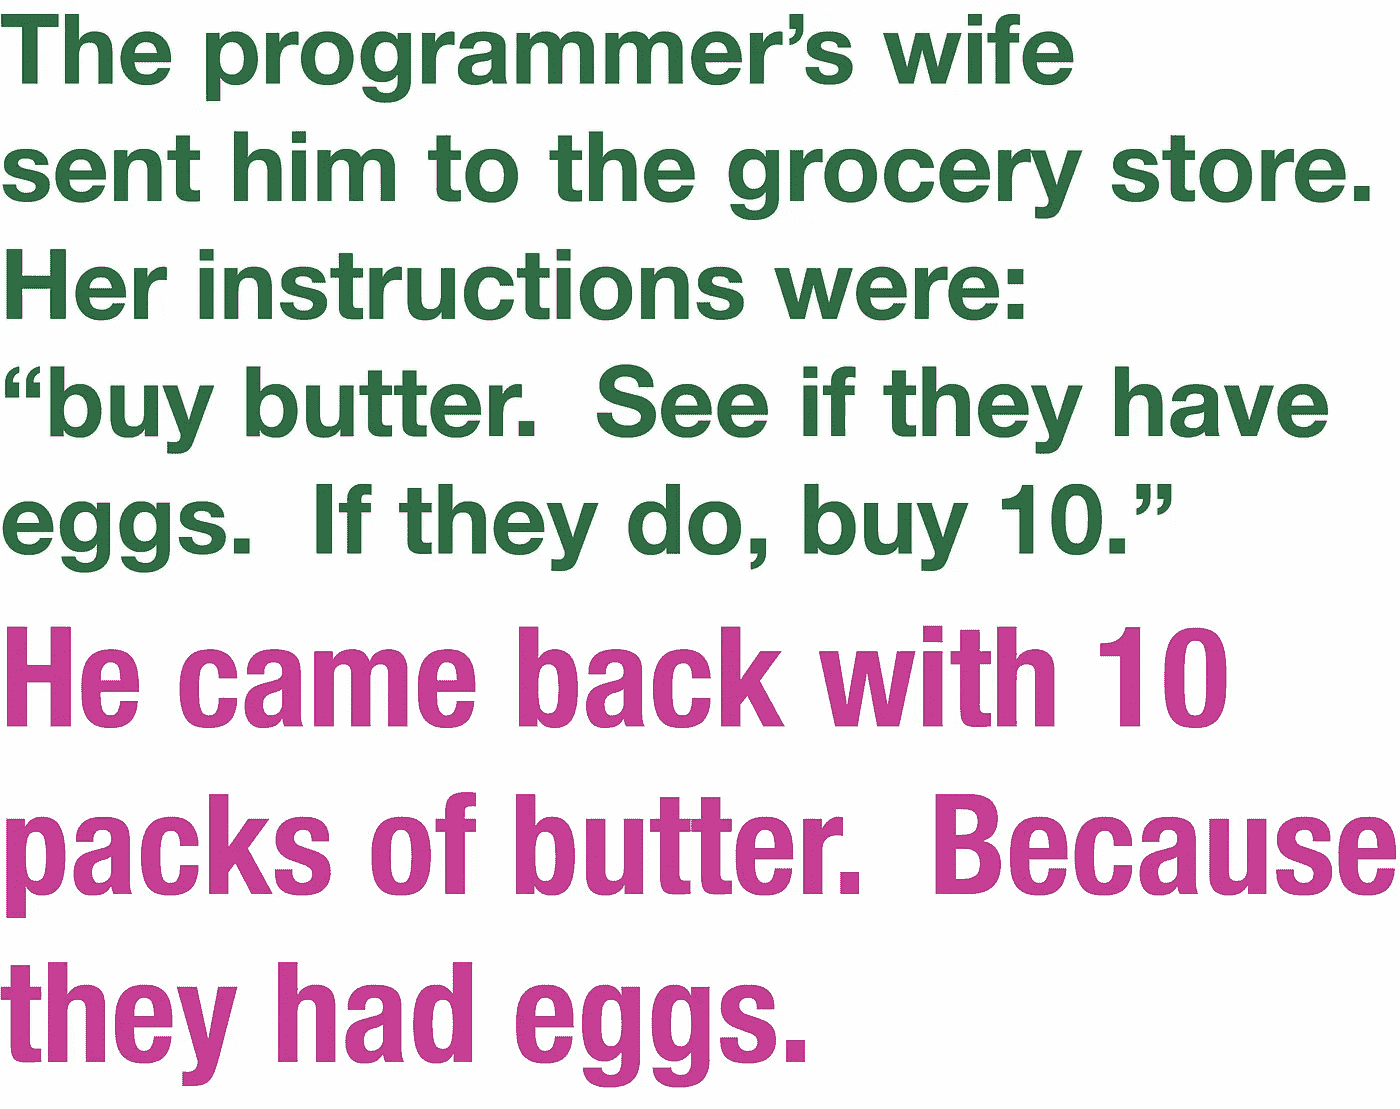 The programmer’s wife
sent him to the grocery store.
Her instructions were:
“buy butter.  See if they have
eggs.  If they do, buy 10.”
He came back with 10
packs of butter.  Because
they had eggs.